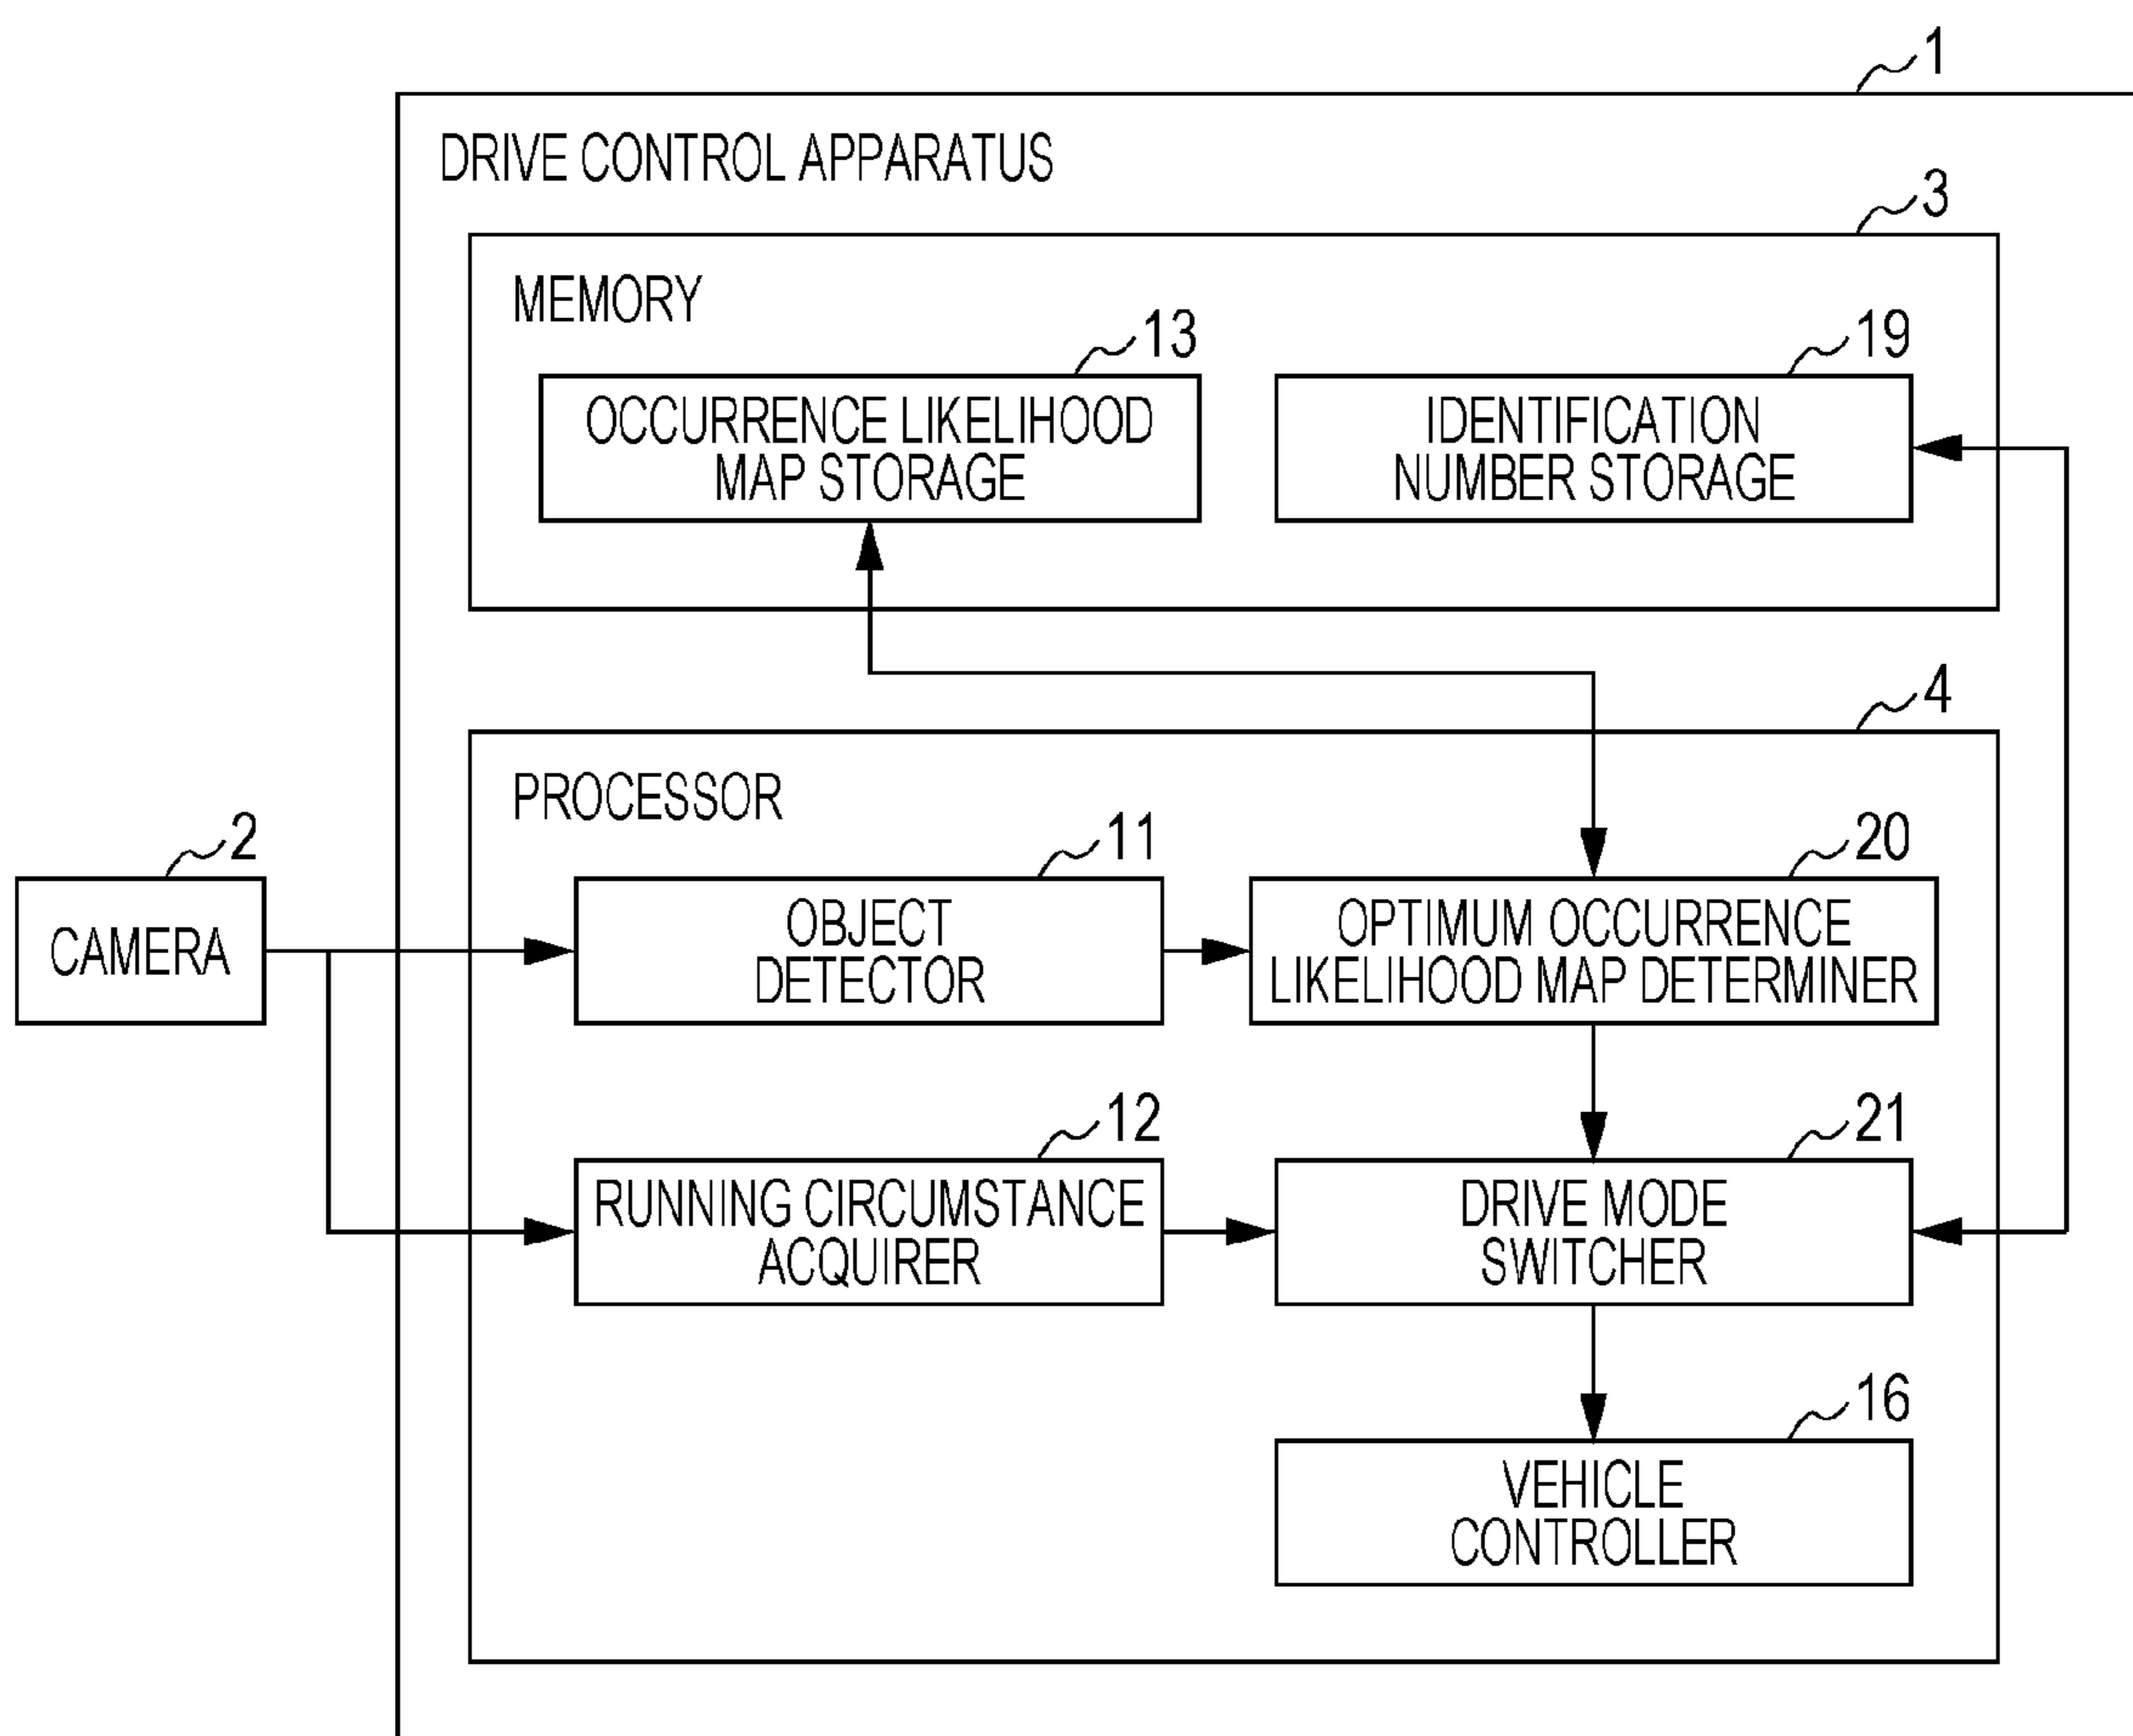 1
DRIVE CONTROL APPARATUS
3
MEMORY
13
19
OCCURRENCE LIKELIHOOD
MAP STORAGE
IDENTIFICATION
NUMBER STORAGE
4
PROCESSOR
2
11
20
CAMERA
OBJECT
DETECTOR
OPTIMUM OCCURRENCE
LIKELIHOOD MAP DETERMINER
12
21
RUNNING CIRCUMSTANCE
ACQUIRER
DRIVE MODE
SWITCHER
16
VEHICLE
CONTROLLER